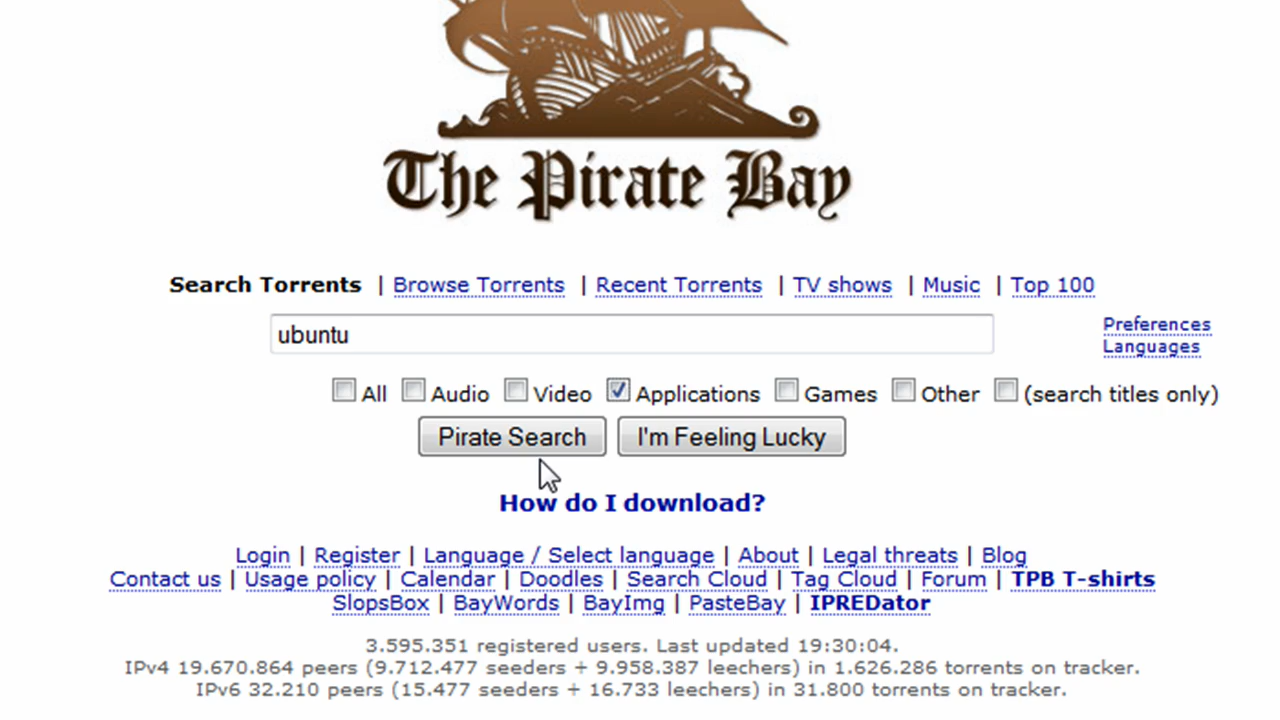 The Pirate Bay
Search Torrents | Browse Torrents | Recent Torrents | TV shows | Music | Top 100
ubuntu
Preferences
Languages
All Audio Video Applications Games Other (search titles only)
Pirate Search I'm Feeling Lucky
How do I download?
Login | Register | Language / Select language | About | Legal threats | Blog
Contact us | Usage policy | Calendar | Doodles | Search Cloud | Tag Cloud | Forum | TPB T-shirts
SlopsBox | BayWords | BayImg | PasteBay | IPREDator
3.595.351 registered users. Last updated 19:30:04.
IPv4 19.670.864 peers (9.712.477 seeders + 9.958.387 leechers) in 1.626.286 torrents on tracker.
IPv6 32.210 peers (15.477 seeders + 16.733 leechers) in 31.800 torrents on tracker.